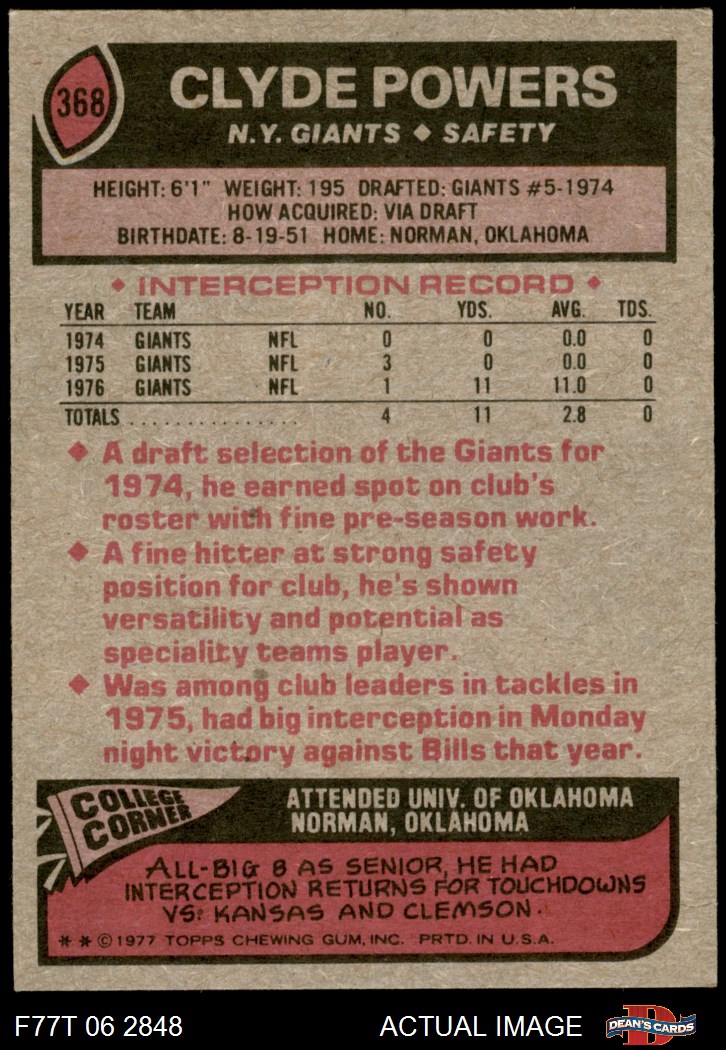 368
CLYDE POWERS
N.Y. GIANTS ♦ SAFETY
HEIGHT: 6'1" WEIGHT: 195 DRAFTED: GIANTS #5-1974
HOW ACQUIRED: VIA DRAFT
BIRTHDATE: 8-19-51 HOME: NORMAN, OKLAHOMA
♦ INTERCEPTION RECORD ♦
YEAR TEAM NO. YDS. AVG. TDS.
1974 GIANTS NFL 0 0 0.0 0
1975 GIANTS NFL 3 0 0.0 0
1976 GIANTS NFL 1 11 11.0 0
TOTALS . . . . . . . . . . . . . . . 4 11 2.8 0
♦ A draft selection of the Giants for
1974, he earned spot on club's
roster with fine pre-season work.
♦ A fine hitter at strong safety
position for club, he's shown
versatility and potential as
speciality teams player.
♦ Was among club leaders in tackles in
1975, had big interception in Monday
night victory against Bills that year.
COLLEGE
CORNER
ATTENDED UNIV. OF OKLAHOMA
NORMAN, OKLAHOMA
ALL-BIG 8 AS SENIOR, HE HAD
INTERCEPTION RETURNS FOR TOUCHDOWNS
VS. KANSAS AND CLEMSON.
* * © 1977 TOPPS CHEWING GUM, INC. PRTD. IN U.S.A.
F77T 06 2848 ACTUAL IMAGE
D
DEAN'S CARDS